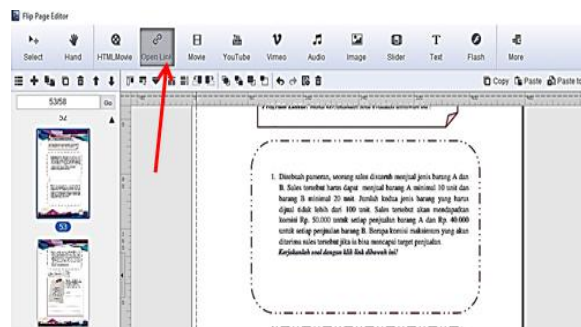 Flip Page Editor
Select Hand HTMLMovie Open Link Movie YouTube Vimeo Audio Image Slider Text Flash More
Copy Paste Paste to
53/58 Go
52
53
1. Disebuah pameran, seorang sales disuruh menjual jenis barang A dan
B. Sales tersebut harus dapat menjual barang A minimal 10 unit dan
barang B minimal 20 unit. Jumlah kedua jenis barang yang harus
dijual tidak lebih dari 100 unit. Sales tersebut akan mendapatkan
komisi Rp. 50.000 untuk setiap penjualan barang A dan Rp. 40.000
untuk setiap penjualan barang B. Berapa komisi maksimum yang akan
diterima sales tersebut jika ia bisa mencapai target penjualan.
Kerjakanlah soal dengan klik link dibawah ini!